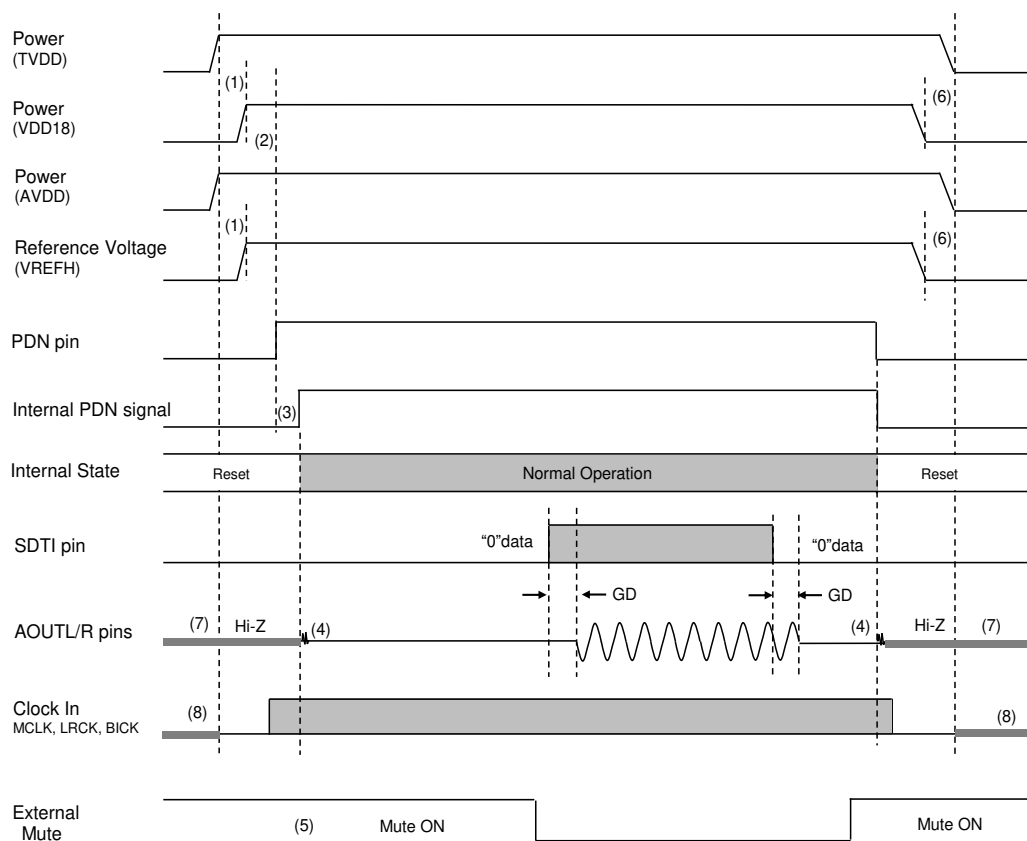 Power
(TVDD)
(1)
(6)
Power
(VDD18)
(2)
Power
(AVDD)
(1)
(6)
Reference Voltage
(VREFH)
PDN pin
Internal PDN signal
(3)
Internal State
Reset
Normal Operation
Reset
SDTI pin
“0”data
“0”data
GD
GD
AOUTL/R pins
(7)
Hi-Z
(4)
(4)
Hi-Z
(7)
Clock In
MCLK, LRCK, BICK
(8)
(8)
External
Mute
(5)
Mute ON
Mute ON